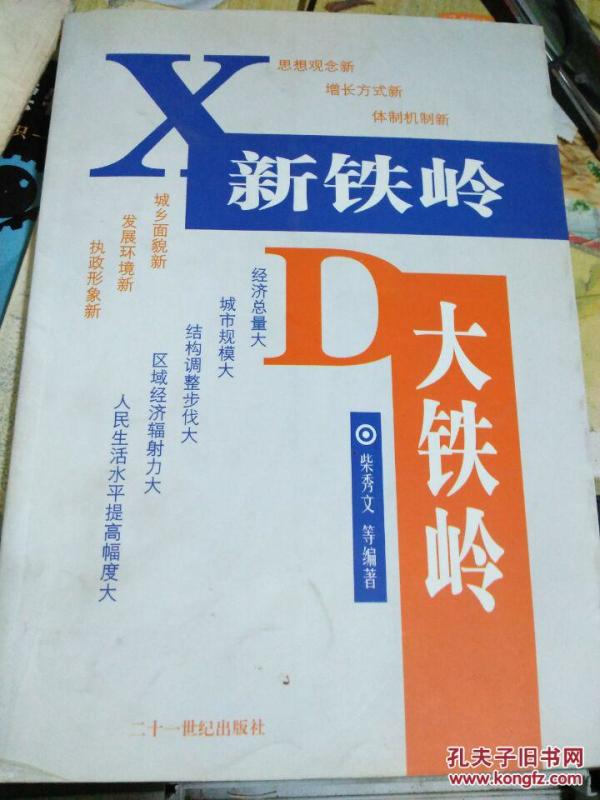 X
思想观念新
增长方式新
体制机制新
新铁岭
城乡面貌新
发展环境新
执政形象新
D
大铁岭
经济总量大
城市规模大
结构调整步伐大
区域经济辐射力大
人民生活水平提高幅度大
柴秀文 等编著
二十一世纪出版社
孔夫子旧书网
www.kongfz.com